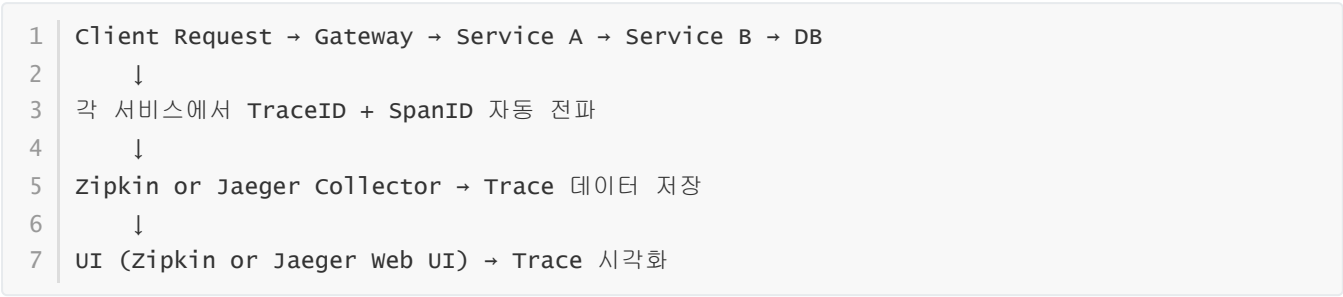 1 Client Request → Gateway → Service A → Service B → DB
2 ↓
3 각 서비스에서 TraceID + SpanID 자동 전파
4 ↓
5 Zipkin or Jaeger Collector → Trace 데이터 저장
6 ↓
7 UI (Zipkin or Jaeger Web UI) → Trace 시각화